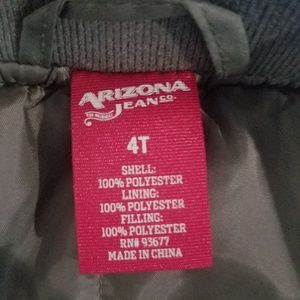 ARIZONA
JEAN CO.
4T
SHELL:
100% POLYESTER
LINING:
100% POLYESTER
FILLING:
100% POLYESTER
RN# 93677
MADE IN CHINA